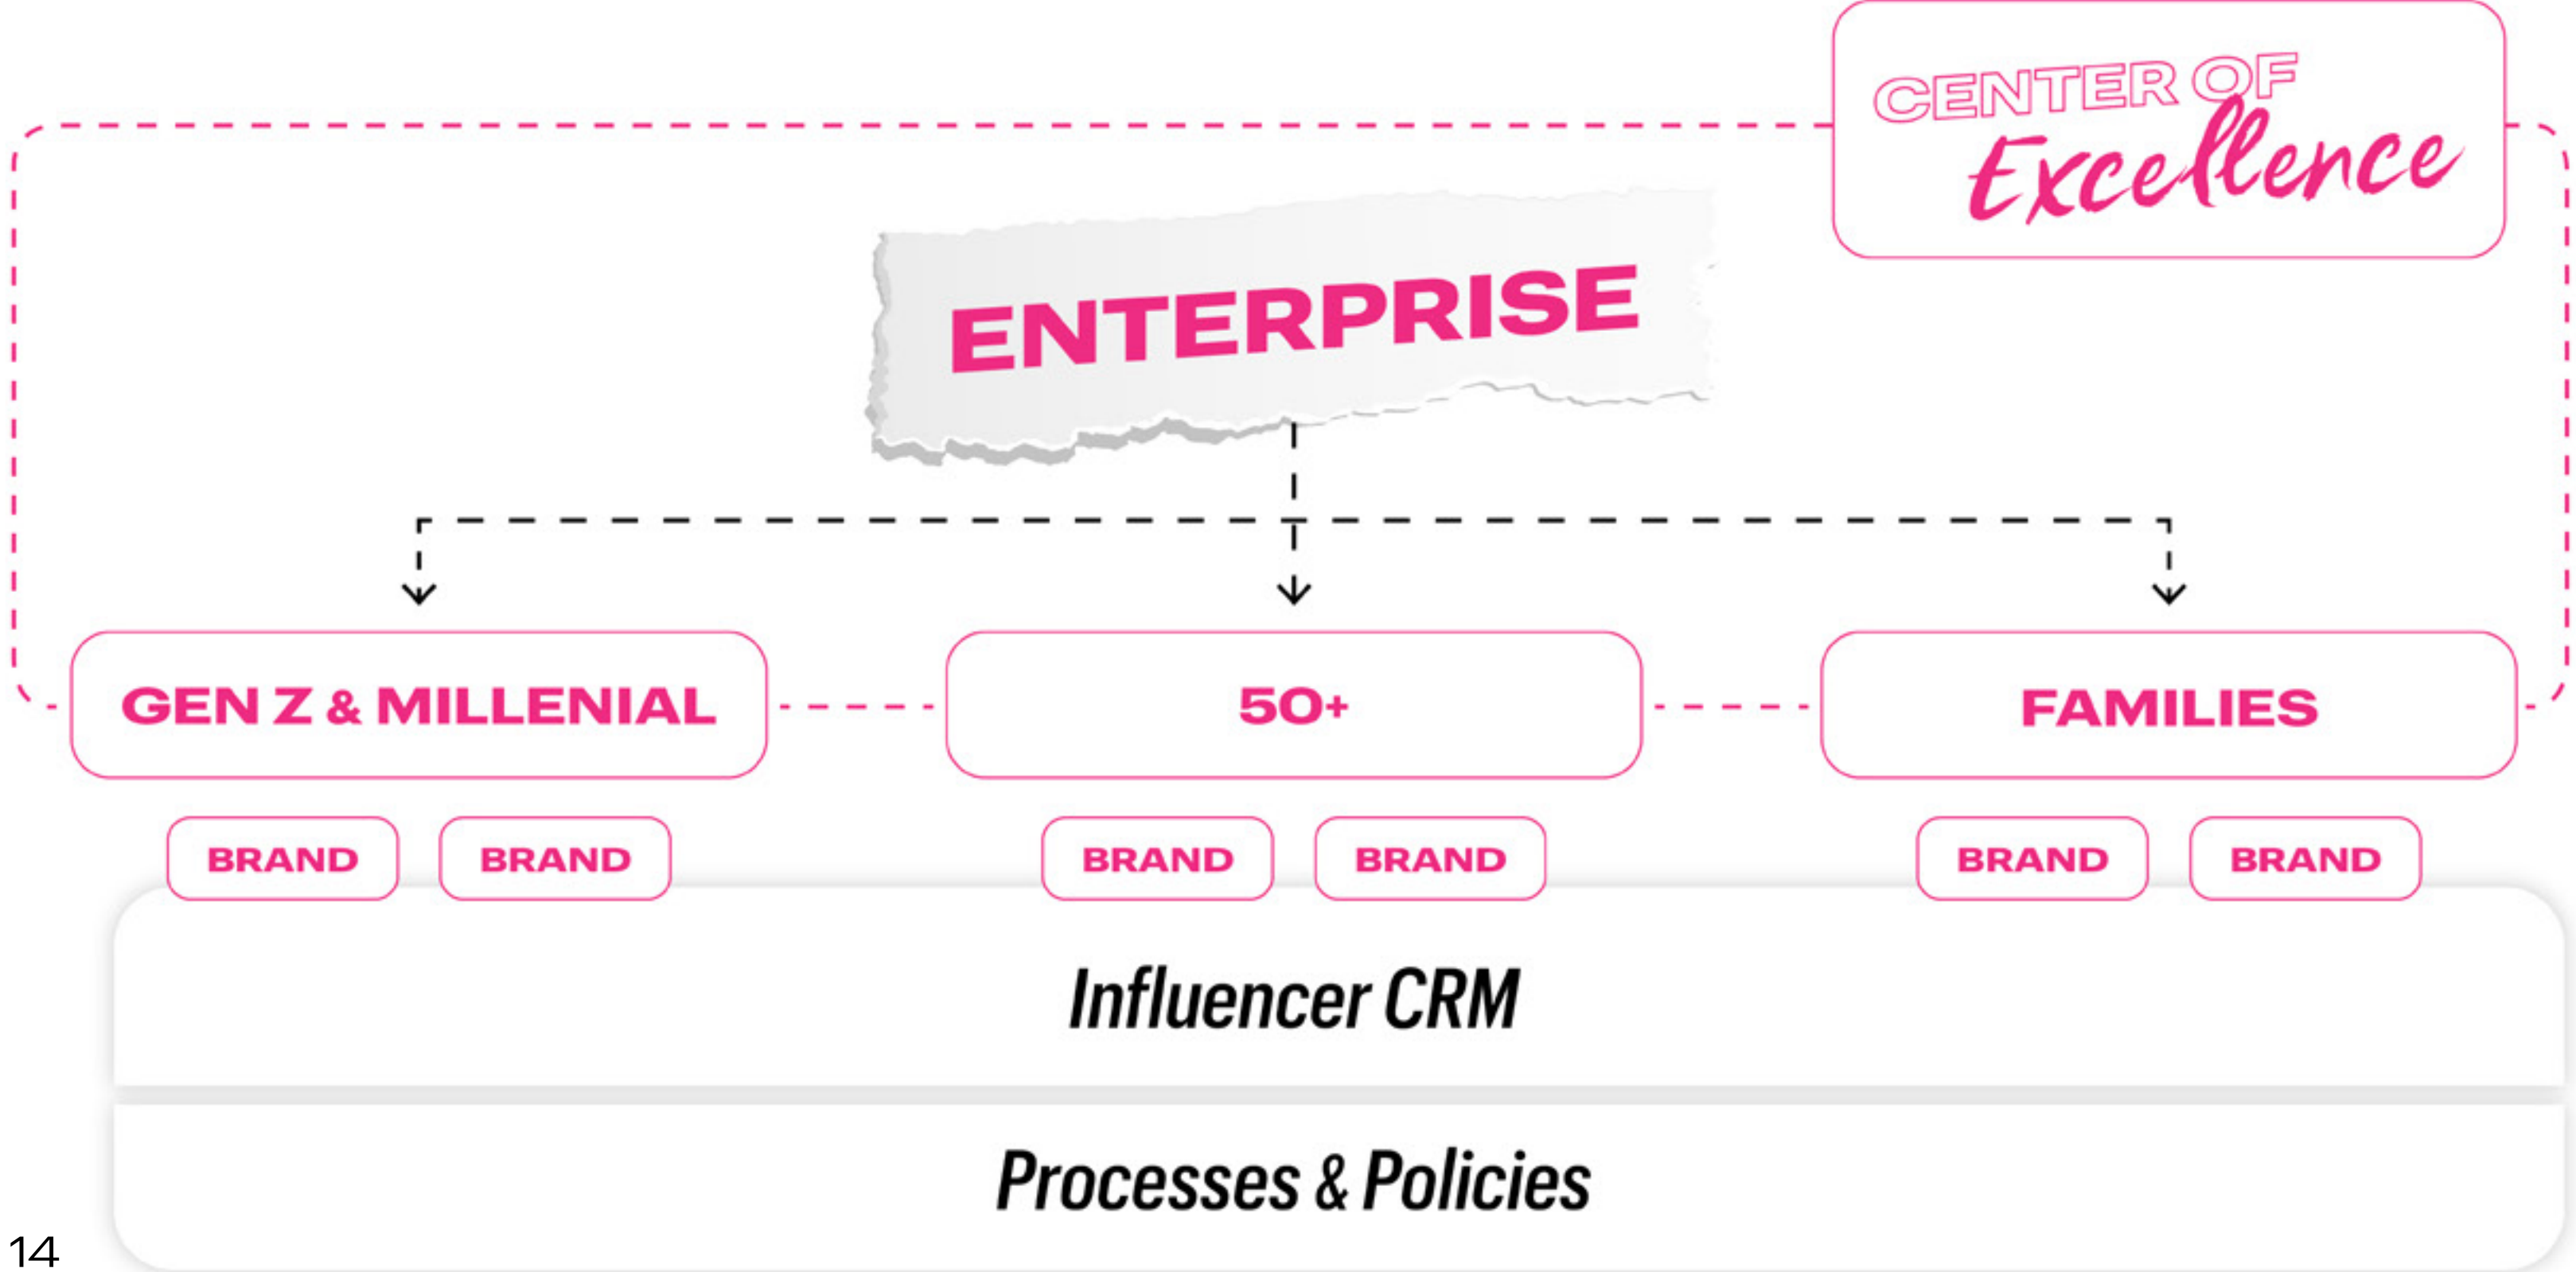 CENTER OF
Excellence
ENTERPRISE
GEN Z & MILLENIAL
50+
FAMILIES
BRAND
BRAND
BRAND
BRAND
BRAND
BRAND
Influencer CRM
Processes & Policies
14